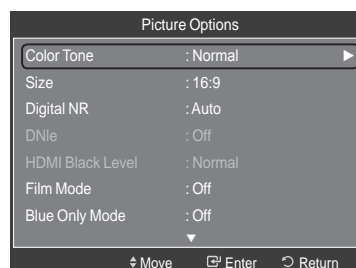 Picture Options
Color Tone : Normal ►
Size : 16:9
Digital NR : Auto
DNIe : Off
HDMI Black Level : Normal
Film Mode : Off
Blue Only Mode : Off
▼
Move Enter Return